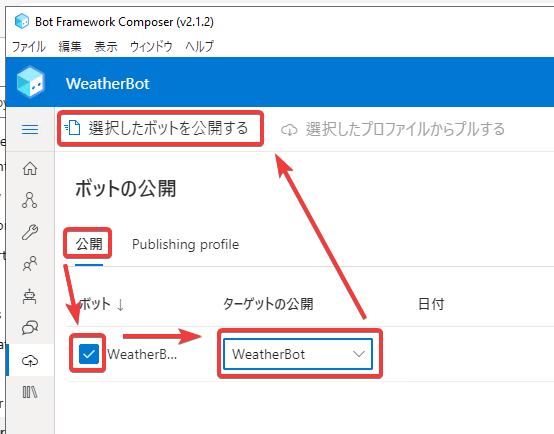 Bot Framework Composer (v2.1.2)
ファイル 編集 表示 ウィンドウ ヘルプ
WeatherBot
選択したボットを公開する 選択したプロファイルからプルする
ボットの公開
公開 Publishing profile
ボット ↓ ターゲットの公開 日付
WeatherB... WeatherBot